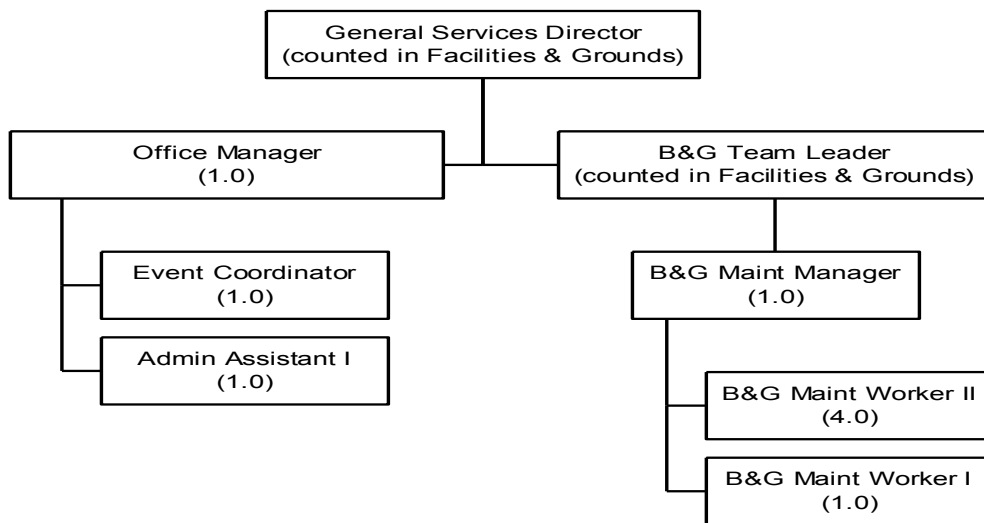 General Services Director
(counted in Facilities & Grounds)
Office Manager
(1.0)
B&G Team Leader
(counted in Facilities & Grounds)
Event Coordinator
(1.0)
Admin Assistant I
(1.0)
B&G Maint Manager
(1.0)
B&G Maint Worker II
(4.0)
B&G Maint Worker I
(1.0)